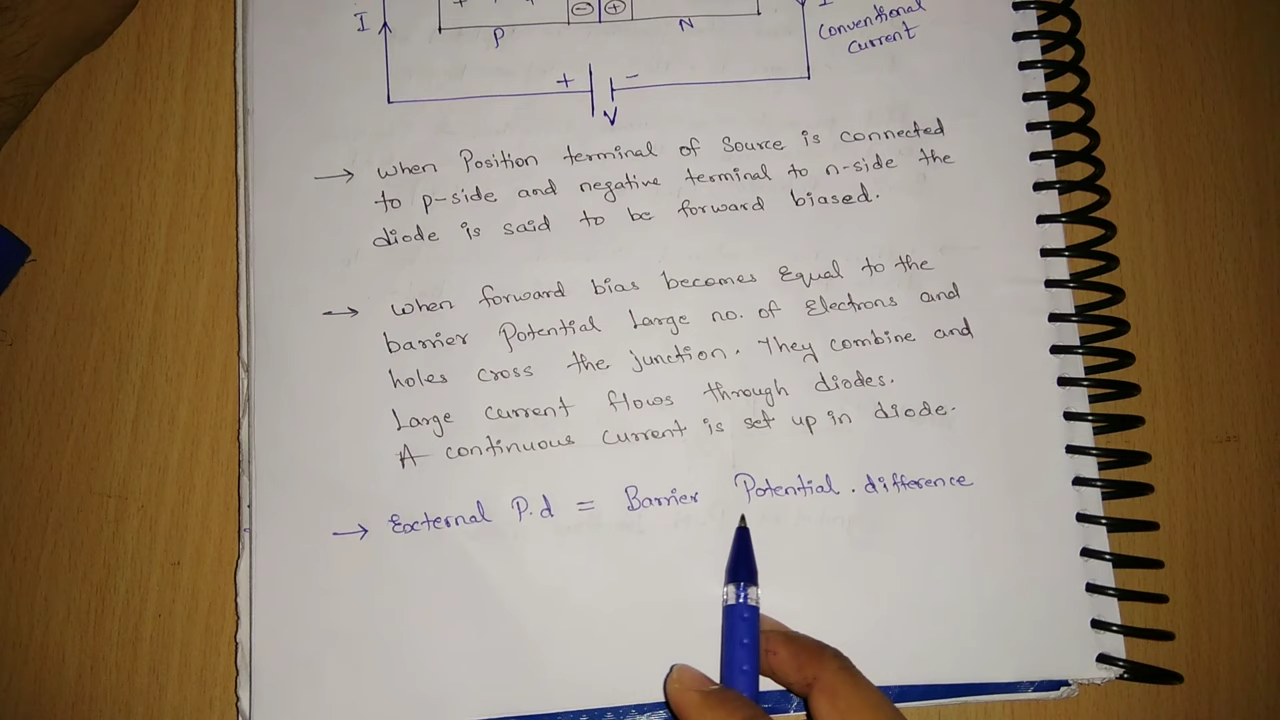 + + + - +
I
P
N
I
Conventional
Current
+ -
V
→ When Position terminal of Source is connected
to p-side and negative terminal to n-side the
diode is said to be forward biased.
→ When forward bias becomes Equal to the
barrier Potential Large no. of Electrons and
holes cross the junction. They combine and
Large current flows through diodes.
A continuous current is set up in diode.
→ External P.d = Barrier Potential . difference